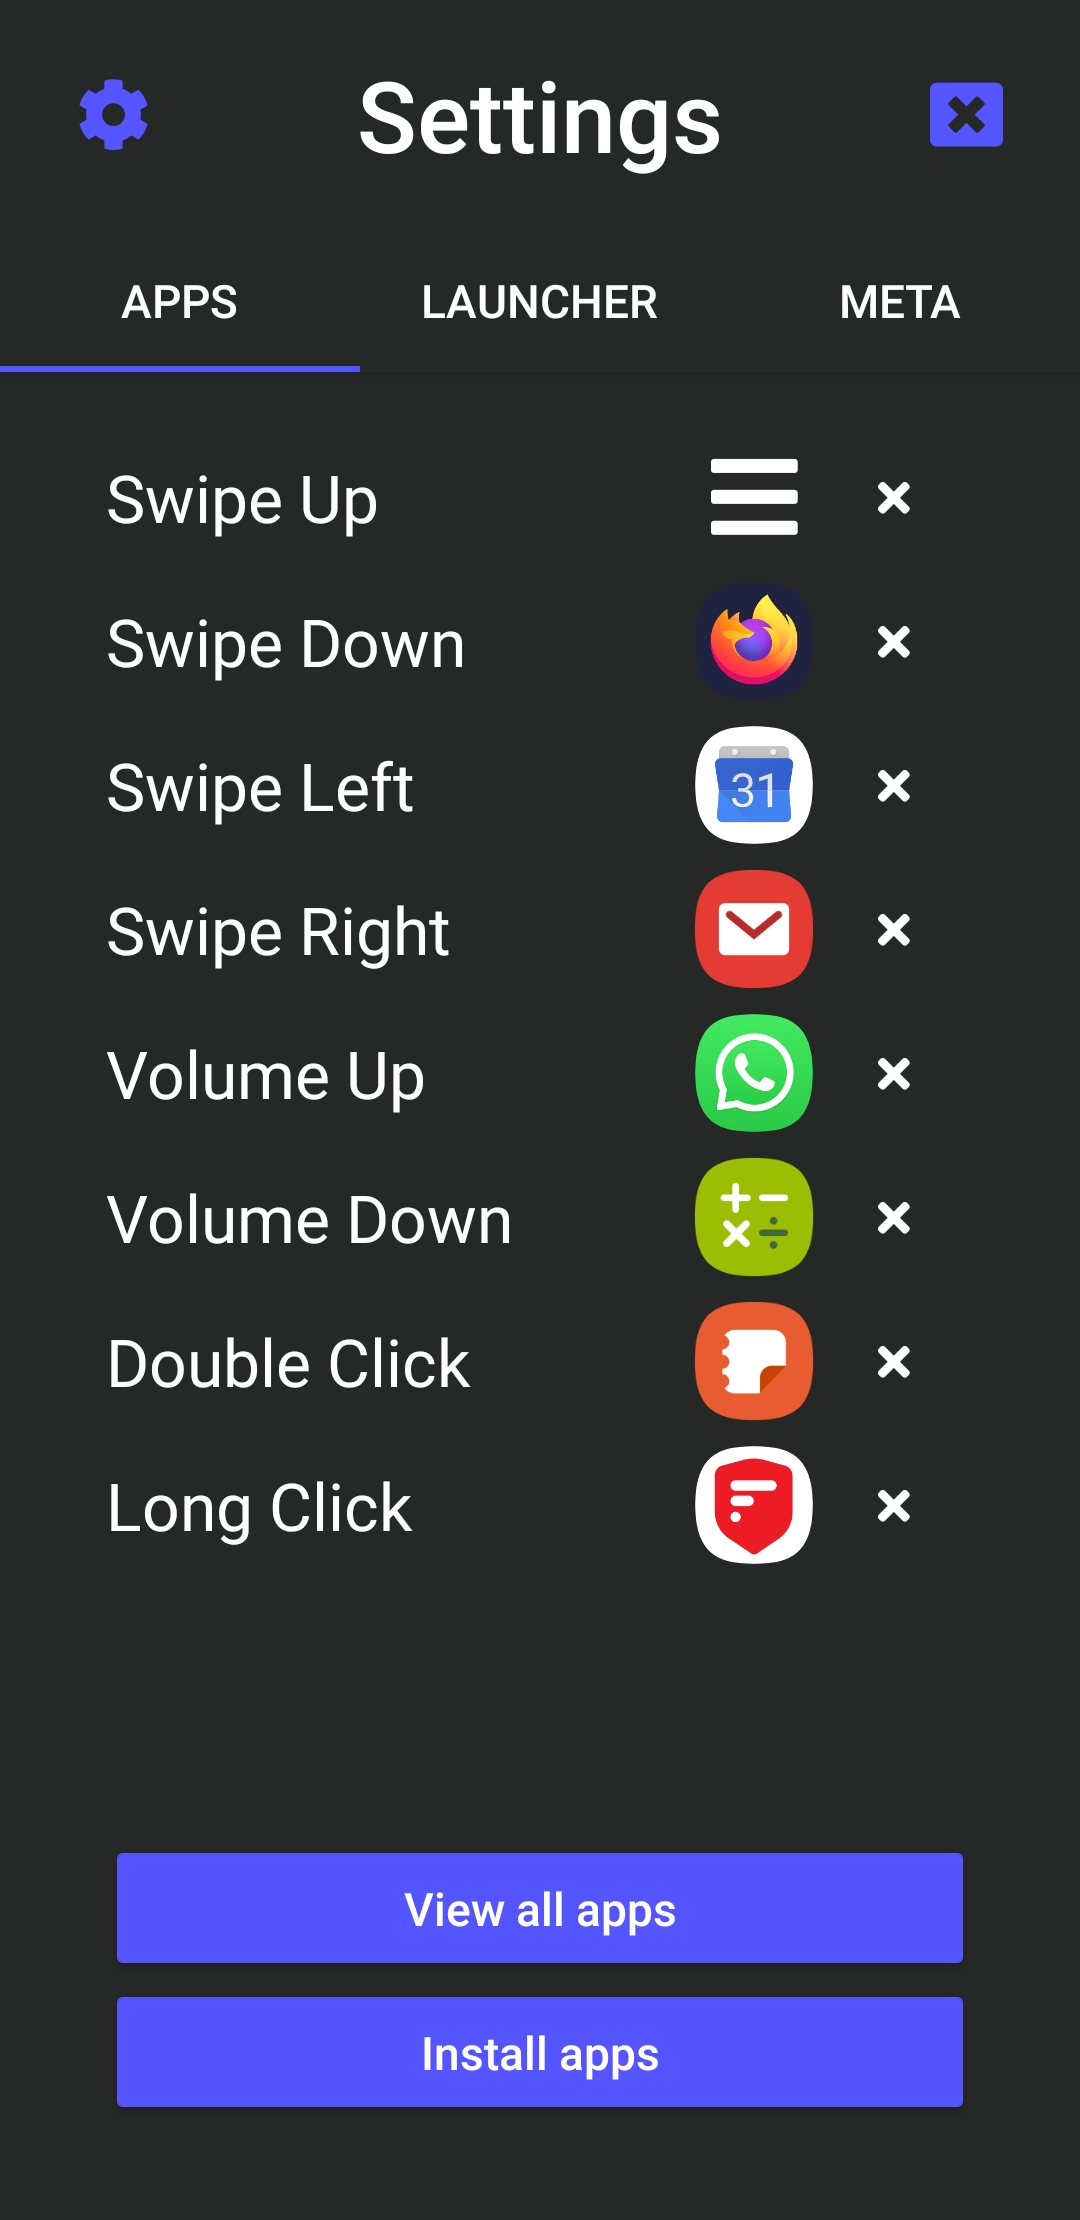 Settings
APPS LAUNCHER META
Swipe Up
Swipe Down
Swipe Left
31
Swipe Right
Volume Up
Volume Down
Double Click
Long Click
View all apps
Install apps